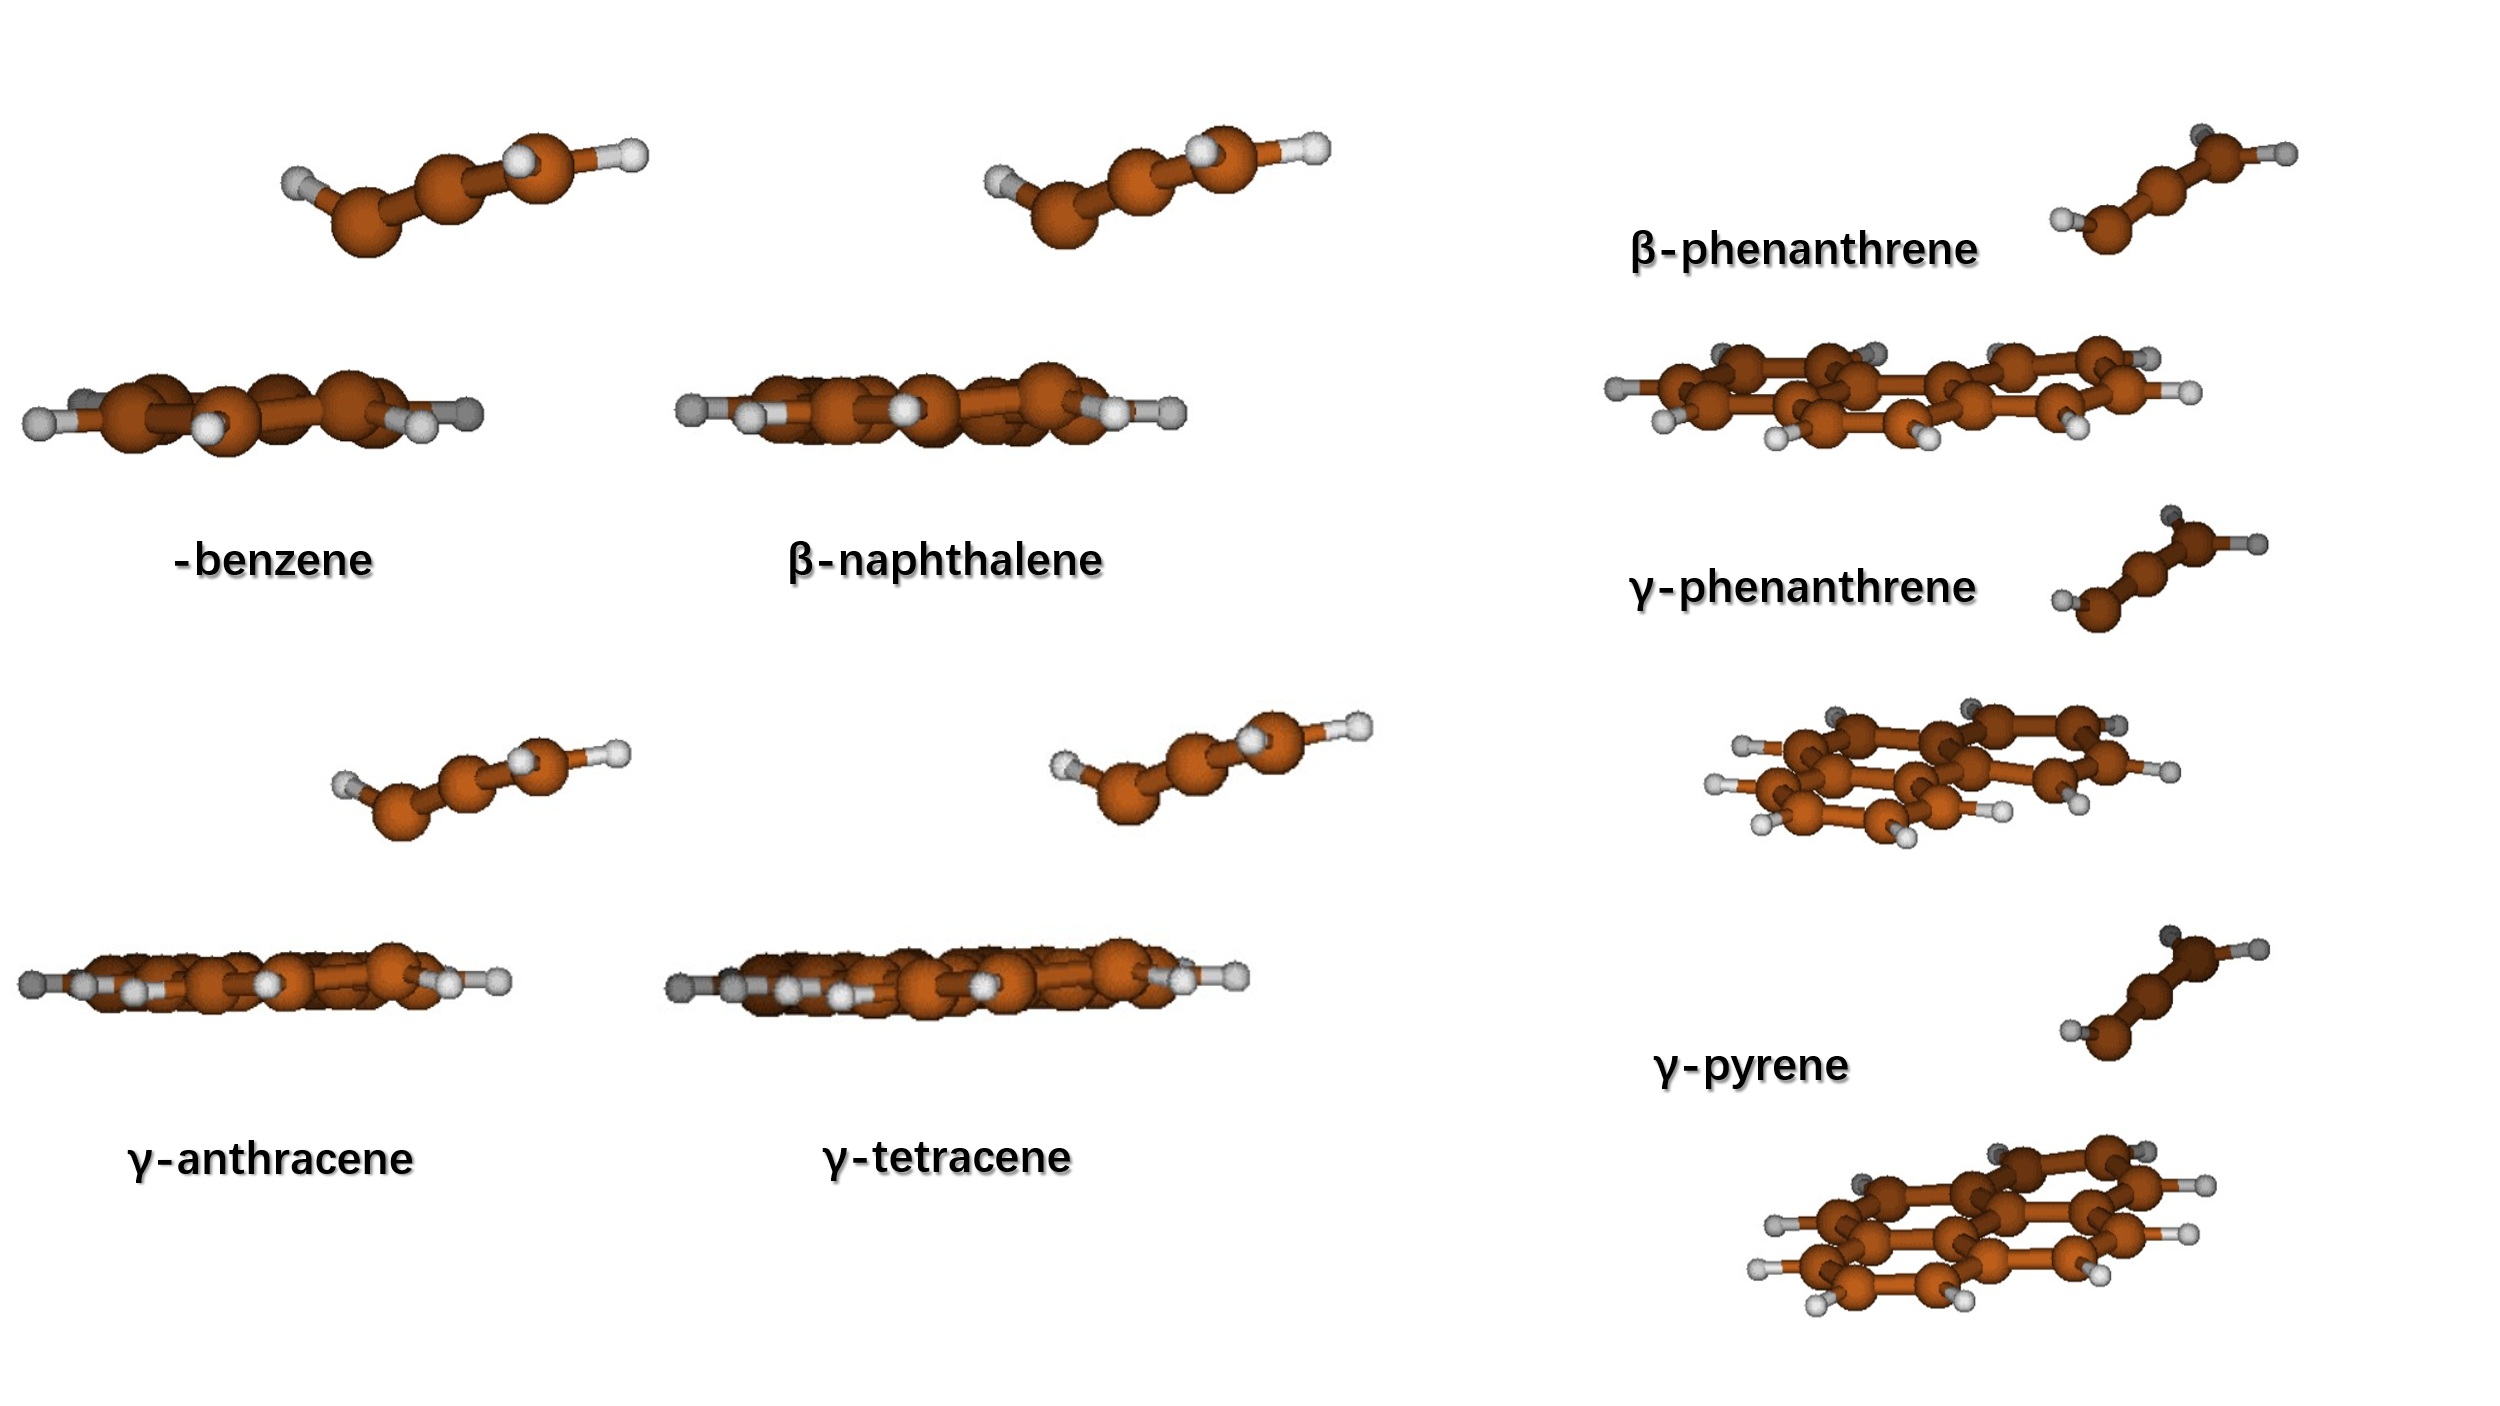 β-phenanthrene
-benzene
β-naphthalene
γ-phenanthrene
γ-pyrene
γ-anthracene
γ-tetracene